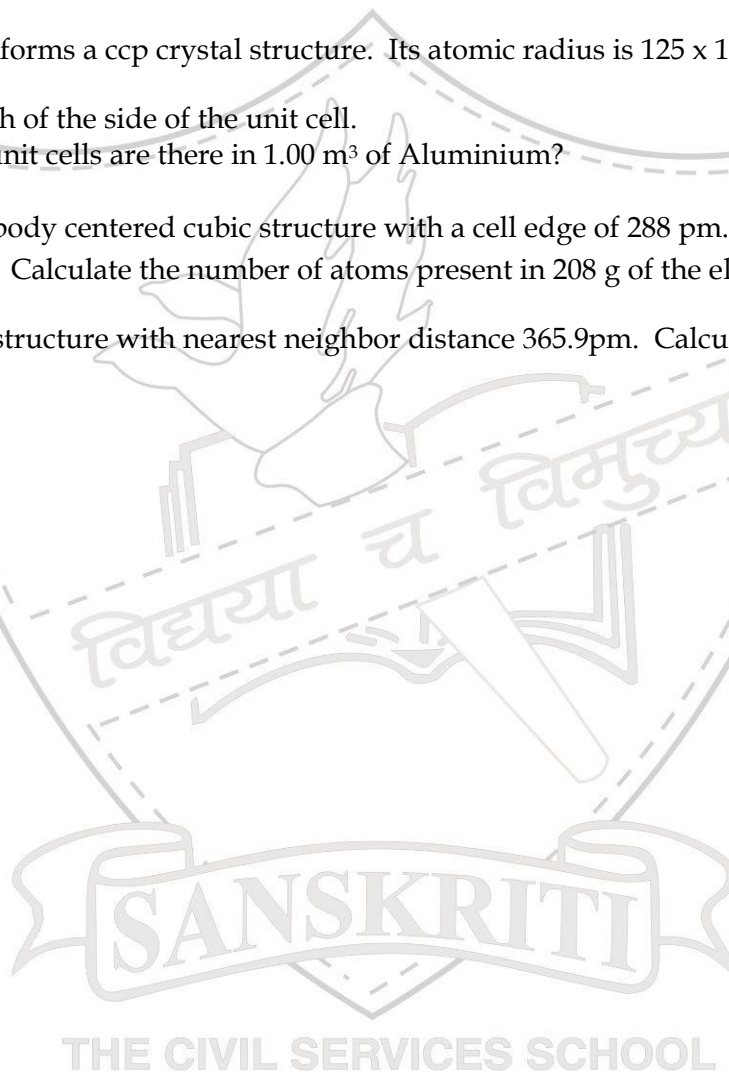 forms a ccp crystal structure. Its atomic radius is 125 x 1
h of the side of the unit cell.
unit cells are there in 1.00 m³ of Aluminium?
body centered cubic structure with a cell edge of 288 pm.
Calculate the number of atoms present in 208 g of the el
structure with nearest neighbor distance 365.9pm. Calcu
विद्यया च विमुच्य
SANSKRITI
THE CIVIL SERVICES SCHOOL